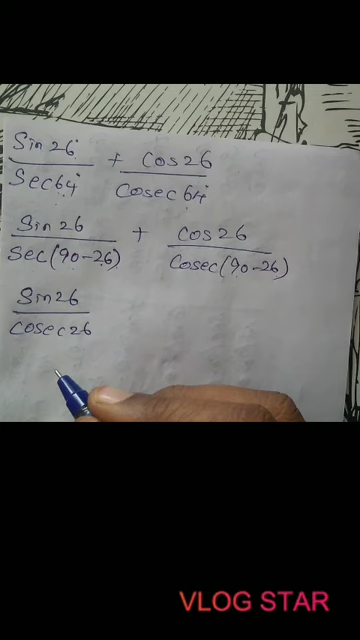 Sin 26° / Sec 64° + Cos 26 / Cosec 64°
Sin 26 / Sec (90-26) + Cos 26 / Cosec (90-26)
Sin 26 / Cosec 26
VLOG STAR